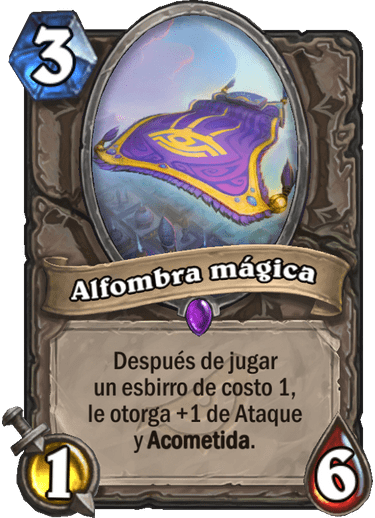 3
Alfombra mágica
Después de jugar
un esbirro de costo 1,
le otorga +1 de Ataque
y Acometida.
1
6